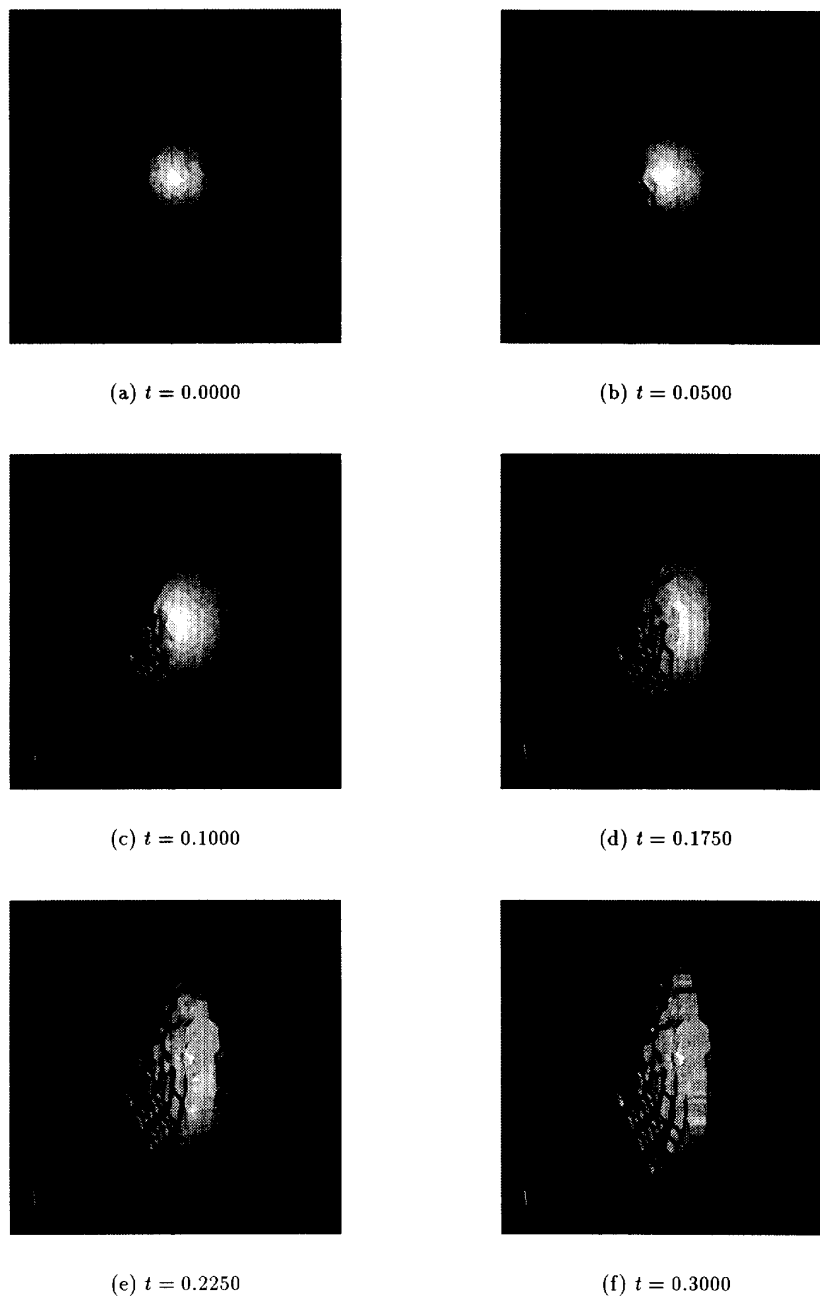 (a) t = 0.0000
(b) t = 0.0500
(c) t = 0.1000
(d) t = 0.1750
(e) t = 0.2250
(f) t = 0.3000